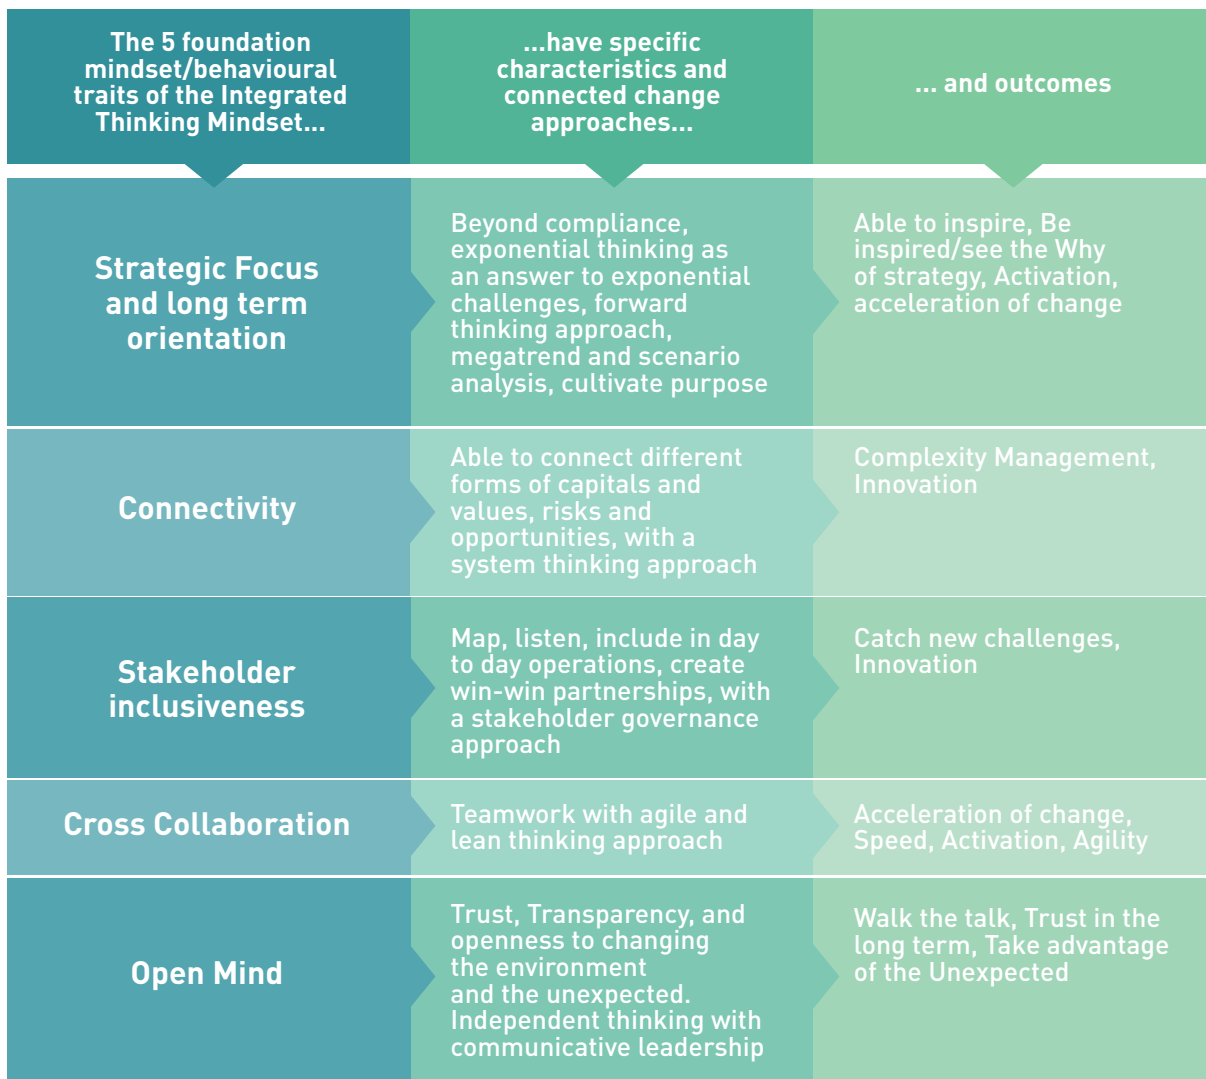 The 5 foundation
mindset/behavioural
traits of the Integrated
Thinking Mindset...
...have specific
characteristics and
connected change
approaches...
... and outcomes
Strategic Focus
and long term
orientation
Beyond compliance,
exponential thinking as
an answer to exponential
challenges, forward
thinking approach,
megatrend and scenario
analysis, cultivate purpose
Able to inspire, Be
inspired/see the Why
of strategy, Activation,
acceleration of change
Connectivity
Able to connect different
forms of capitals and
values, risks and
opportunities, with a
system thinking approach
Complexity Management,
Innovation
Stakeholder
inclusiveness
Map, listen, include in day
to day operations, create
win-win partnerships, with
a stakeholder governance
approach
Catch new challenges,
Innovation
Cross Collaboration
Teamwork with agile and
lean thinking approach
Acceleration of change,
Speed, Activation, Agility
Open Mind
Trust, Transparency, and
openness to changing
the environment
and the unexpected.
Independent thinking with
communicative leadership
Walk the talk, Trust in the
long term, Take advantage
of the Unexpected